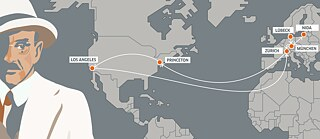 NIDA
LÜBECK
MÜNCHEN
ZÜRICH
LOS ANGELES
PRINCETON